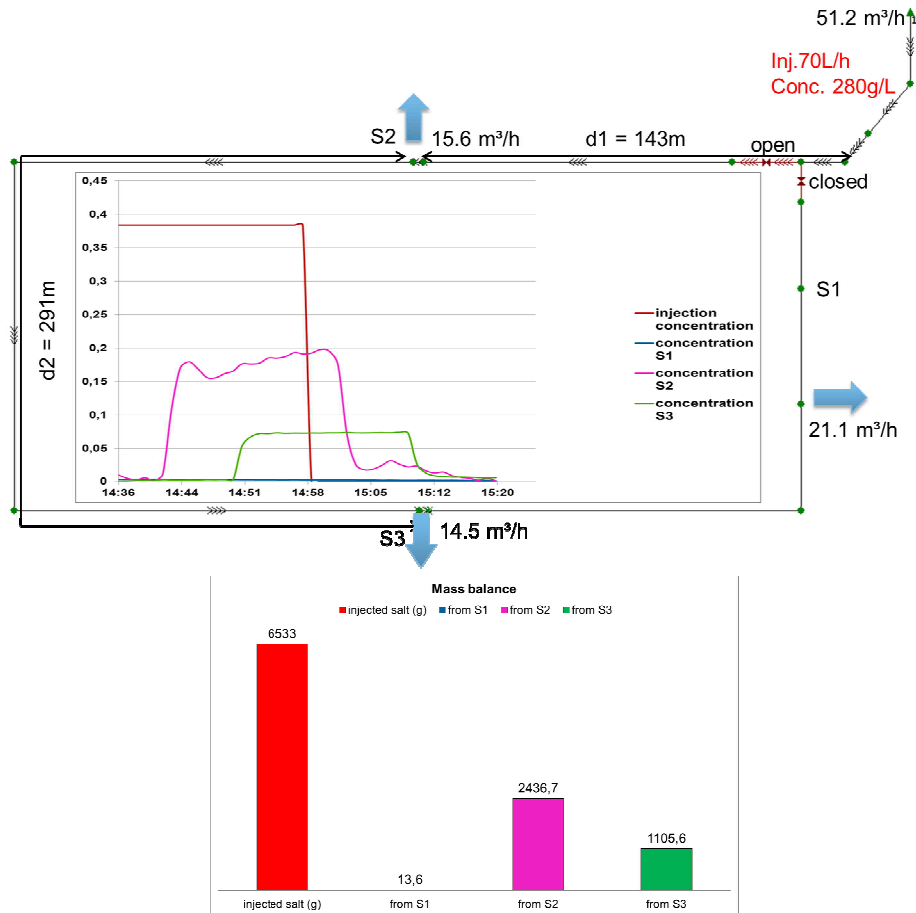 51.2 m³/h
Inj.70L/h
Conc. 280g/L
S2
15.6 m³/h
d1 = 143m
open
closed
S1
21.1 m³/h
d2 = 291m
0,45
0,4
0,35
0,3
0,25
0,2
0,15
0,1
0,05
0
14:36 14:44 14:51 14:58 15:05 15:12 15:20
injection
concentration
concentration
S1
concentration
S2
concentration
S3
S3
14.5 m³/h
Mass balance
injected salt (g) from S1 from S2 from S3
6533
13,6
2436,7
1105,6
injected salt (g) from S1 from S2 from S3